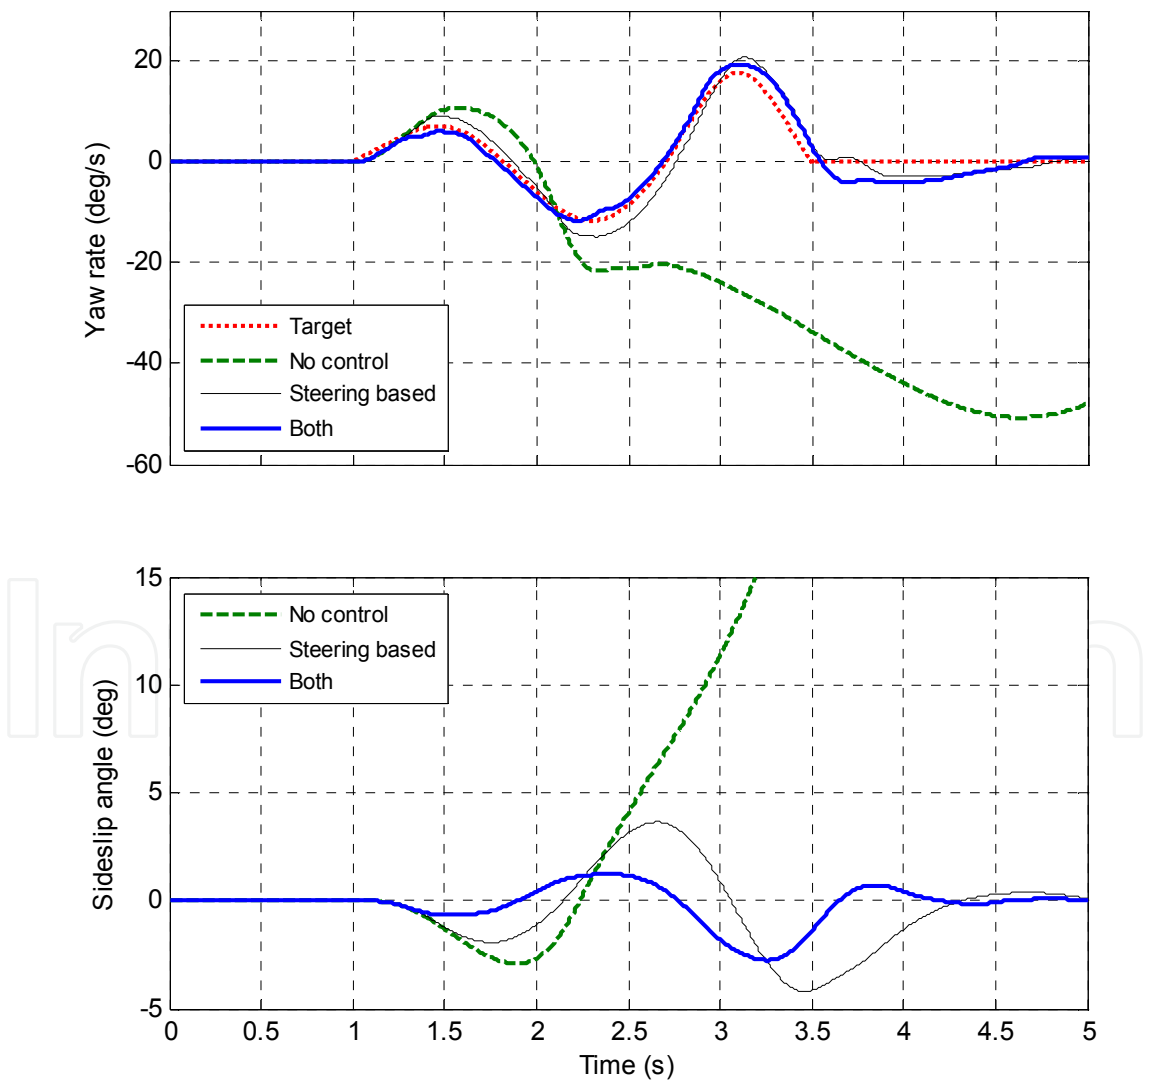 20
0
-20
-40
-60
Yaw rate (deg/s)
Target
No control
Steering based
Both
15
10
5
0
-5
Sideslip angle (deg)
No control
Steering based
Both
0 0.5 1 1.5 2 2.5 3 3.5 4 4.5 5
Time (s)
In
n